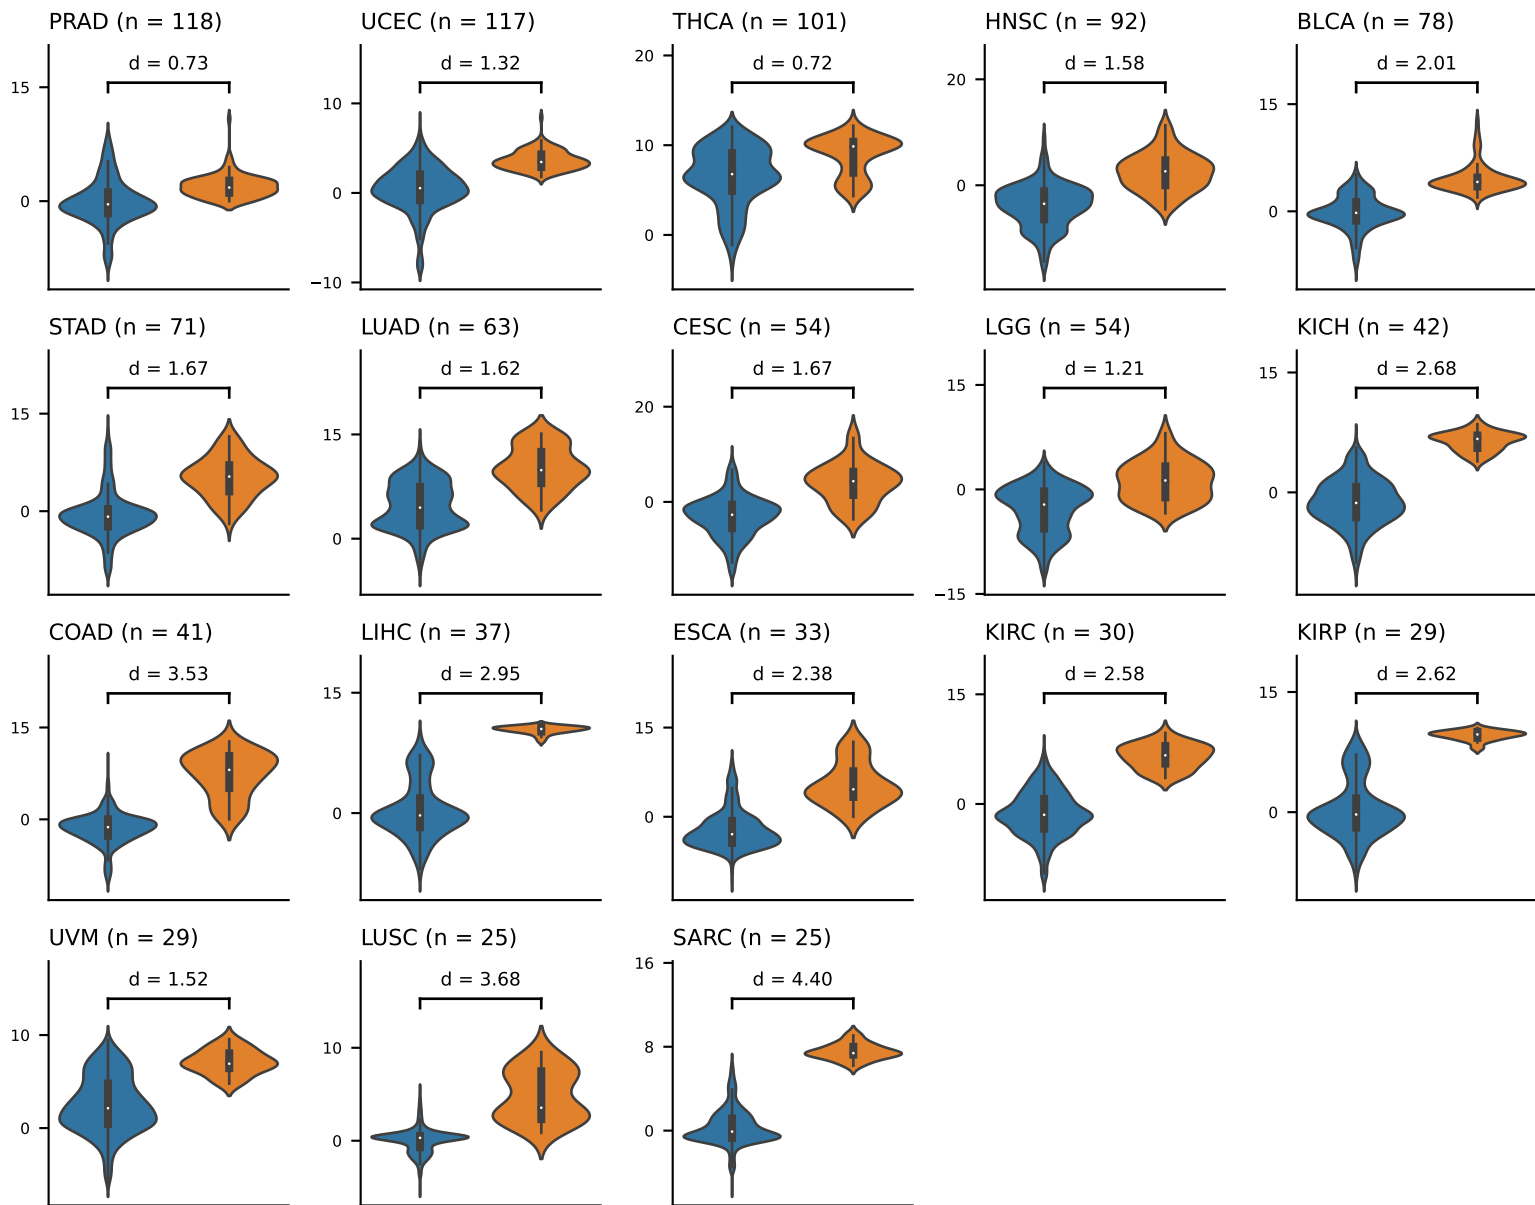 PRAD (n = 118)
d = 0.73
15
0
UCEC (n = 117)
d = 1.32
10
0
−10
THCA (n = 101)
d = 0.72
20
10
0
HNSC (n = 92)
d = 1.58
20
0
BLCA (n = 78)
d = 2.01
15
0
STAD (n = 71)
d = 1.67
15
0
LUAD (n = 63)
d = 1.62
15
0
CESC (n = 54)
d = 1.67
20
0
LGG (n = 54)
d = 1.21
15
0
−15
KICH (n = 42)
d = 2.68
15
0
COAD (n = 41)
d = 3.53
15
0
LIHC (n = 37)
d = 2.95
15
0
ESCA (n = 33)
d = 2.38
15
0
KIRC (n = 30)
d = 2.58
15
0
KIRP (n = 29)
d = 2.62
15
0
UVM (n = 29)
d = 1.52
10
0
LUSC (n = 25)
d = 3.68
10
0
SARC (n = 25)
d = 4.40
16
8
0